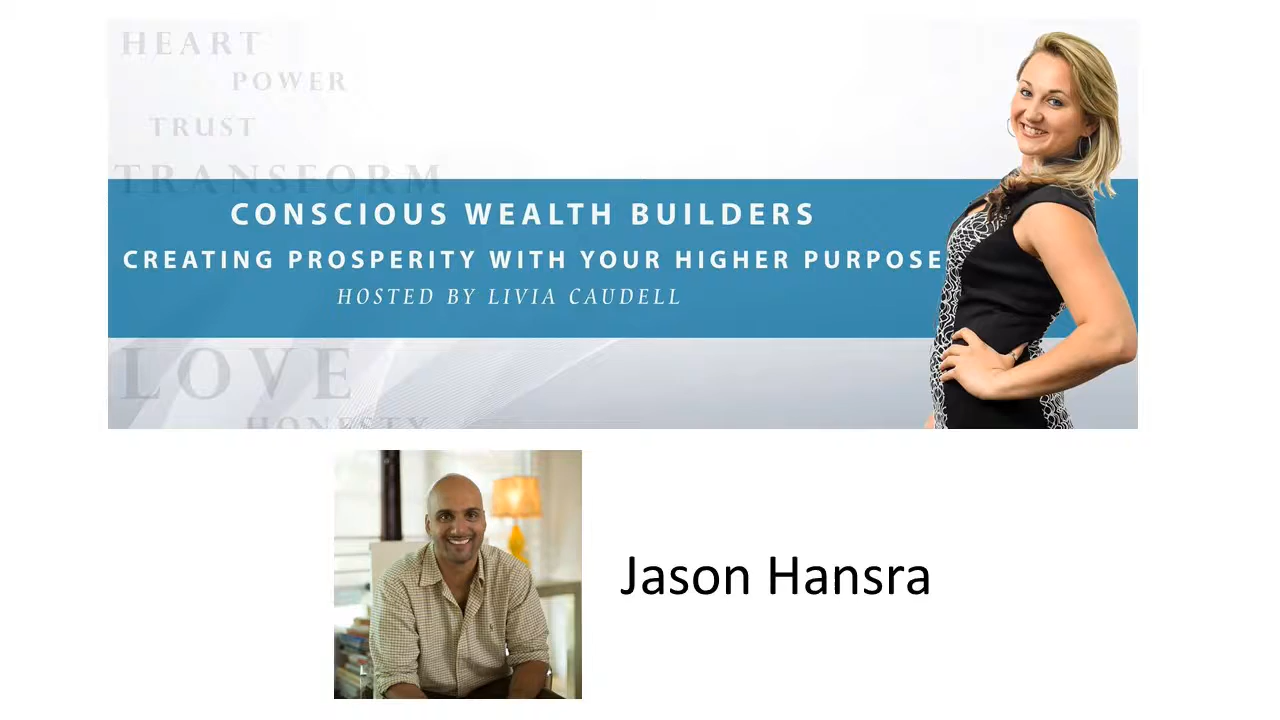 HEART
POWER
TRUST
TRANSFORM
CONSCIOUS WEALTH BUILDERS
CREATING PROSPERITY WITH YOUR HIGHER PURPOSE
HOSTED BY LIVIA CAUDELL
LOVE
HONESTY
Jason Hansra